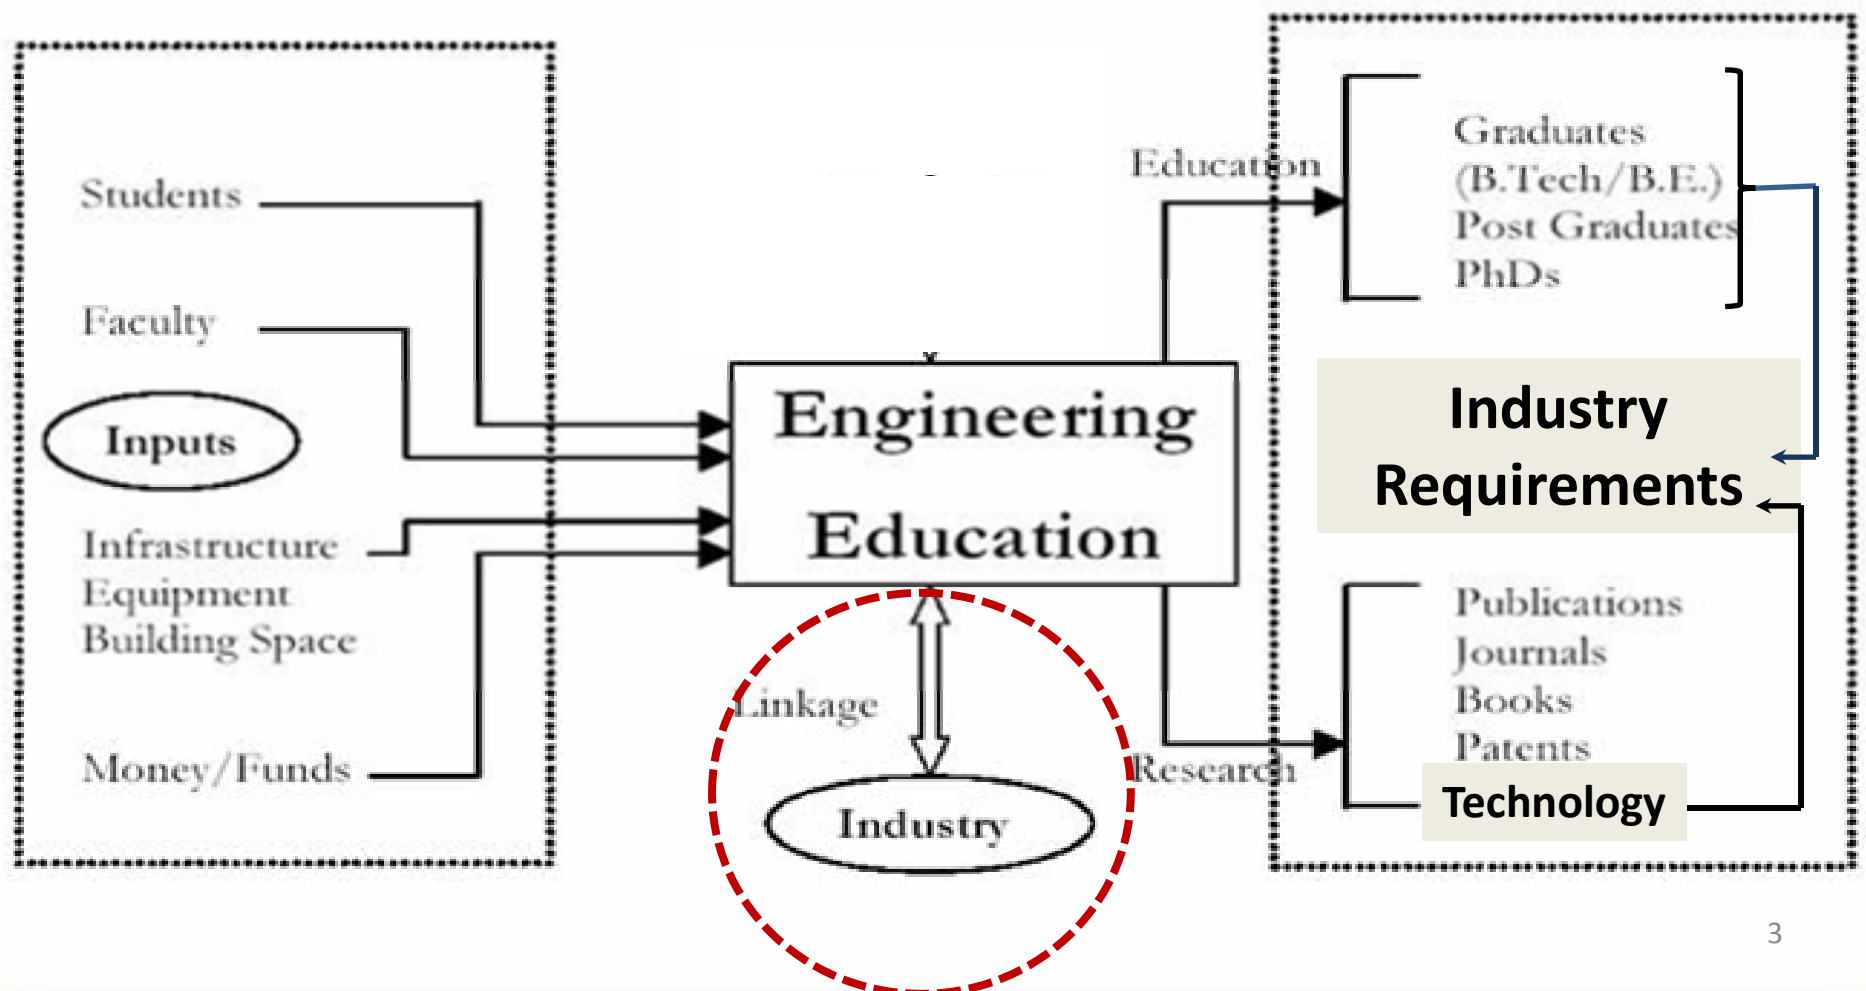 Students
Faculty
Inputs
Infrastructure
Equipment
Building Space
Money/Funds
Engineering
Education
Linkage
Industry
Education
Research
Graduates
(B.Tech/B.E.)
Post Graduates
PhDs
Industry
Requirements
Publications
Journals
Books
Patents
Technology
3